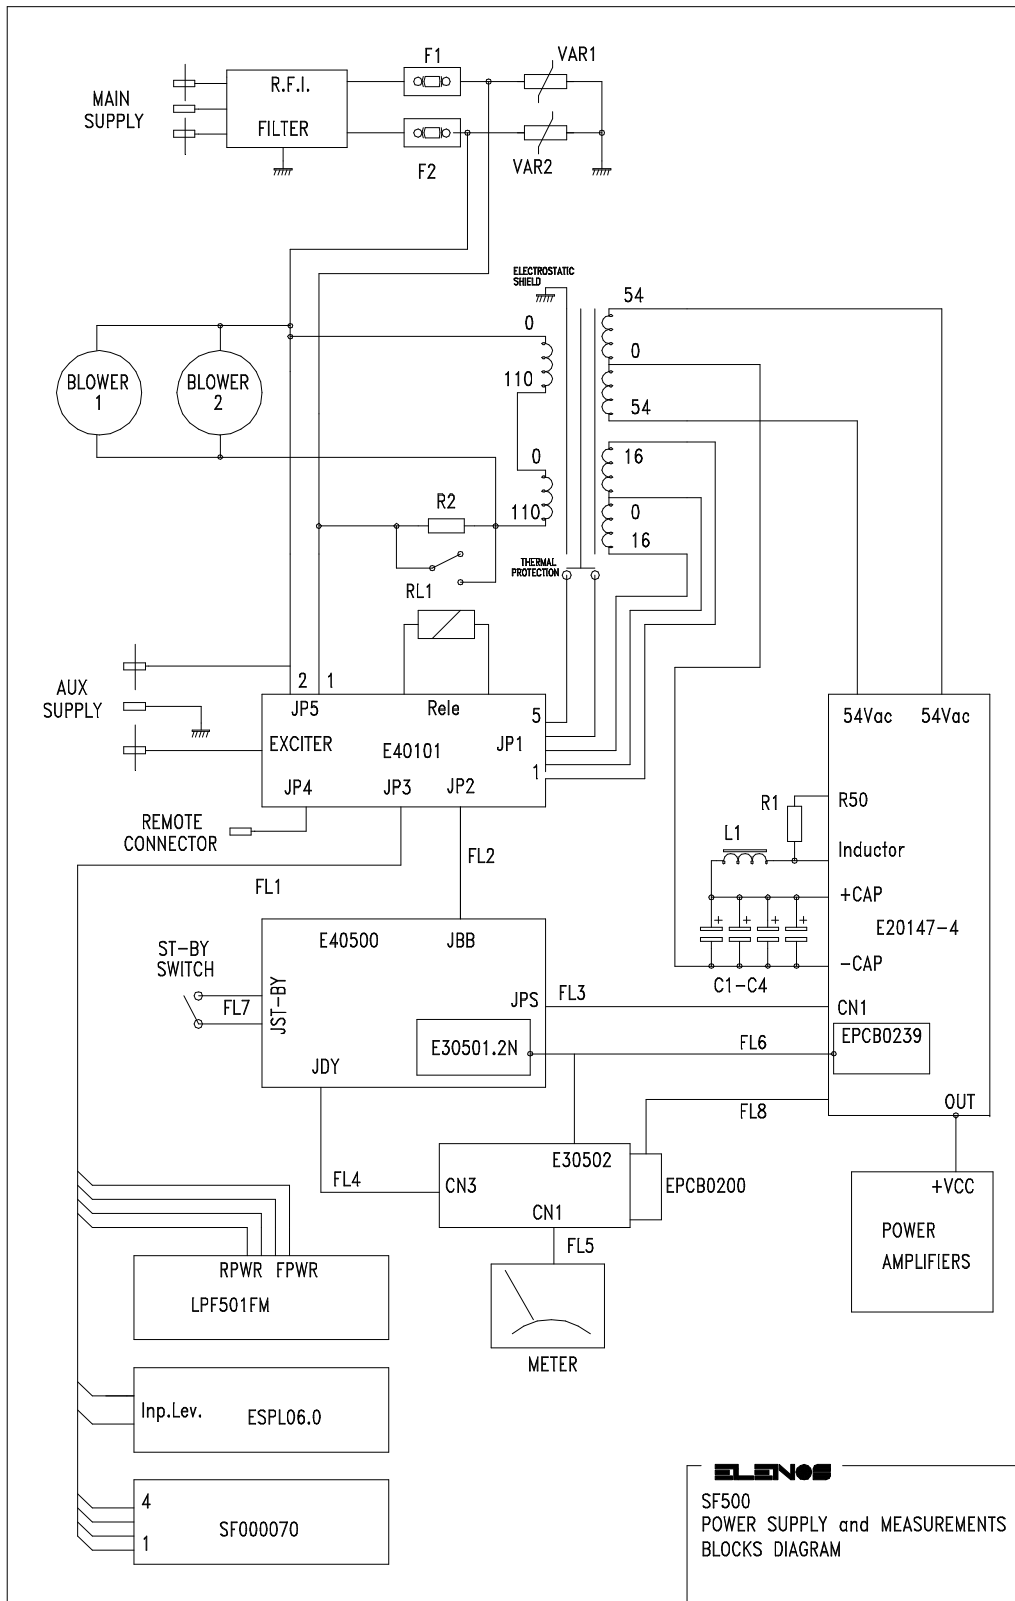 F1
VAR1
R.F.I.
MAIN
SUPPLY
FILTER
F2
VAR2
ELECTROSTATIC
SHIELD
54
0
0
BLOWER
1
BLOWER
2
110
54
0
16
R2
110
0
16
THERMAL
PROTECTION
RL1
AUX
SUPPLY
2 1
JP5
Rele
5
54Vac 54Vac
EXCITER
E40101
JP1
1
JP4
JP3
JP2
R1
R50
REMOTE
CONNECTOR
L1
Inductor
FL2
FL1
+CAP
+ + + +
E20147-4
E40500
JBB
ST-BY
SWITCH
-CAP
C1-C4
JST-BY
FL7
JPS
FL3
CN1
E30501.2N
FL6
EPCB0239
JDY
OUT
FL8
E30502
FL4
CN3
EPCB0200
+VCC
CN1
POWER
AMPLIFIERS
FL5
RPWR FPWR
LPF501FM
METER
Inp.Lev.
ESPL06.0
4
SF000070
1
ELENOS
SF500
POWER SUPPLY and MEASUREMENTS
BLOCKS DIAGRAM